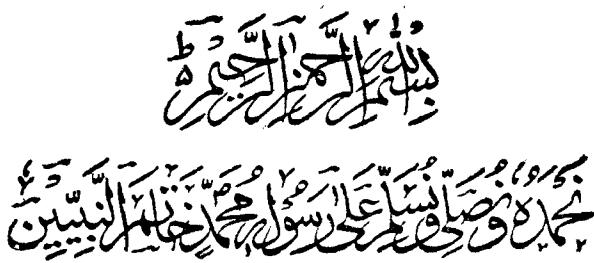 بِسْمِ اللّٰهِ الرَّحْمٰنِ الرَّحِيْمِ ط
نَحْمَدُهٗ وَنُصَلِّيْ وَنُسَلِّمُ عَلٰى رَسُوْلِهٖ مُحَمَّدٍ خَاتَمِ النَّبِيِّيْنَ